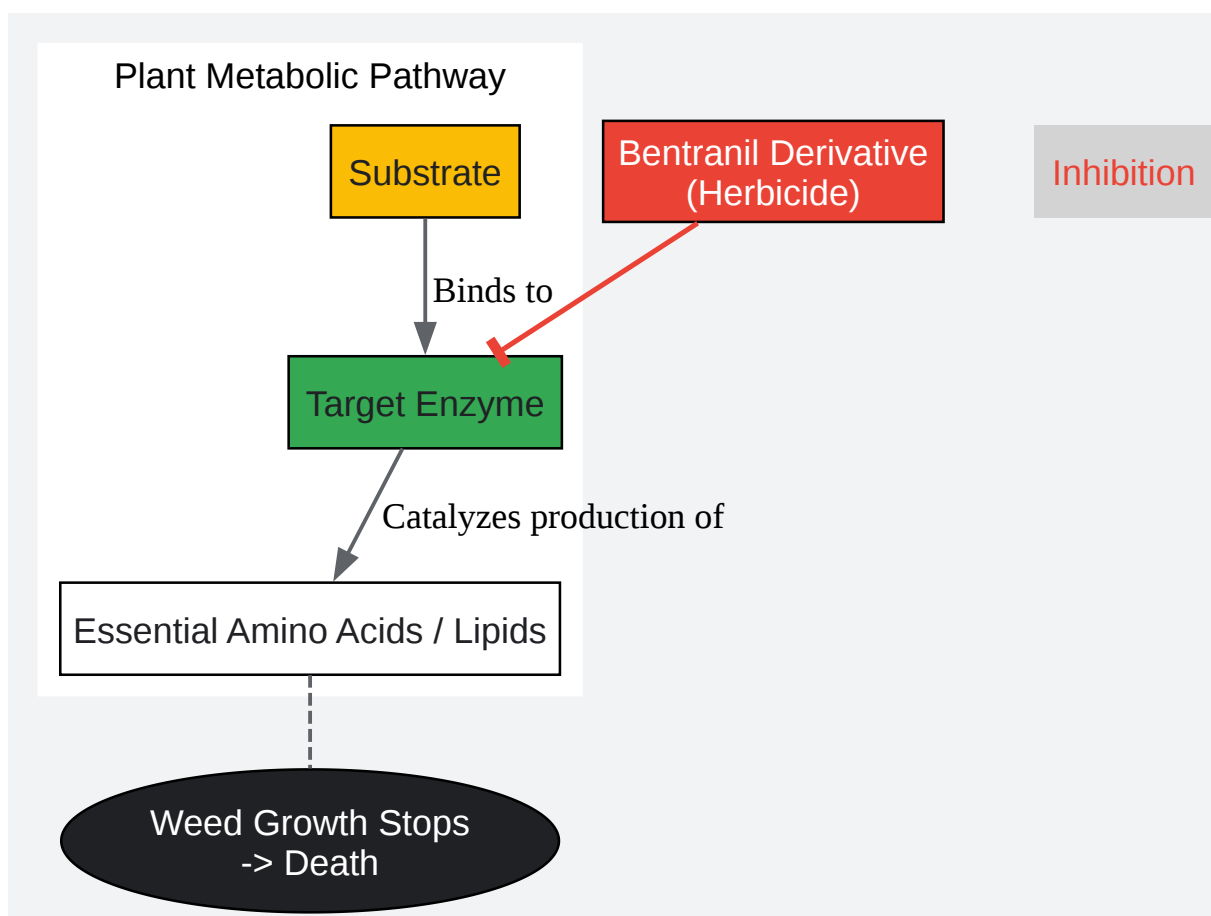 Plant Metabolic Pathway
Substrate
Bentranil Derivative
(Herbicide)
Inhibition
Binds to
Target Enzyme
Catalyzes production of
Essential Amino Acids / Lipids
Weed Growth Stops
-> Death